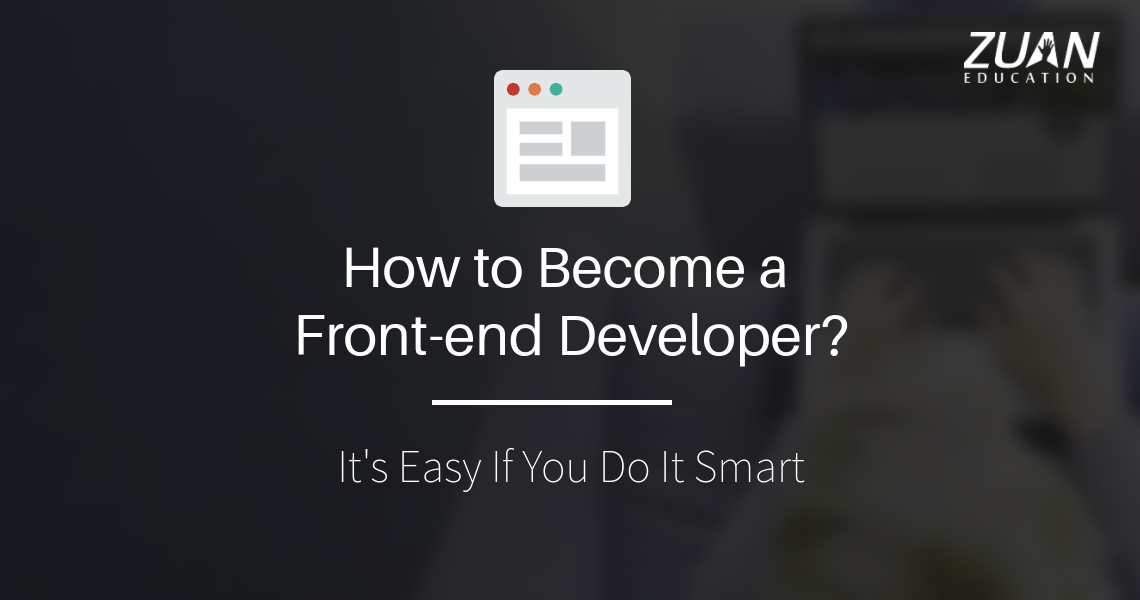 ZUAN
EDUCATION
How to Become a
Front-end Developer?
It's Easy If You Do It Smart